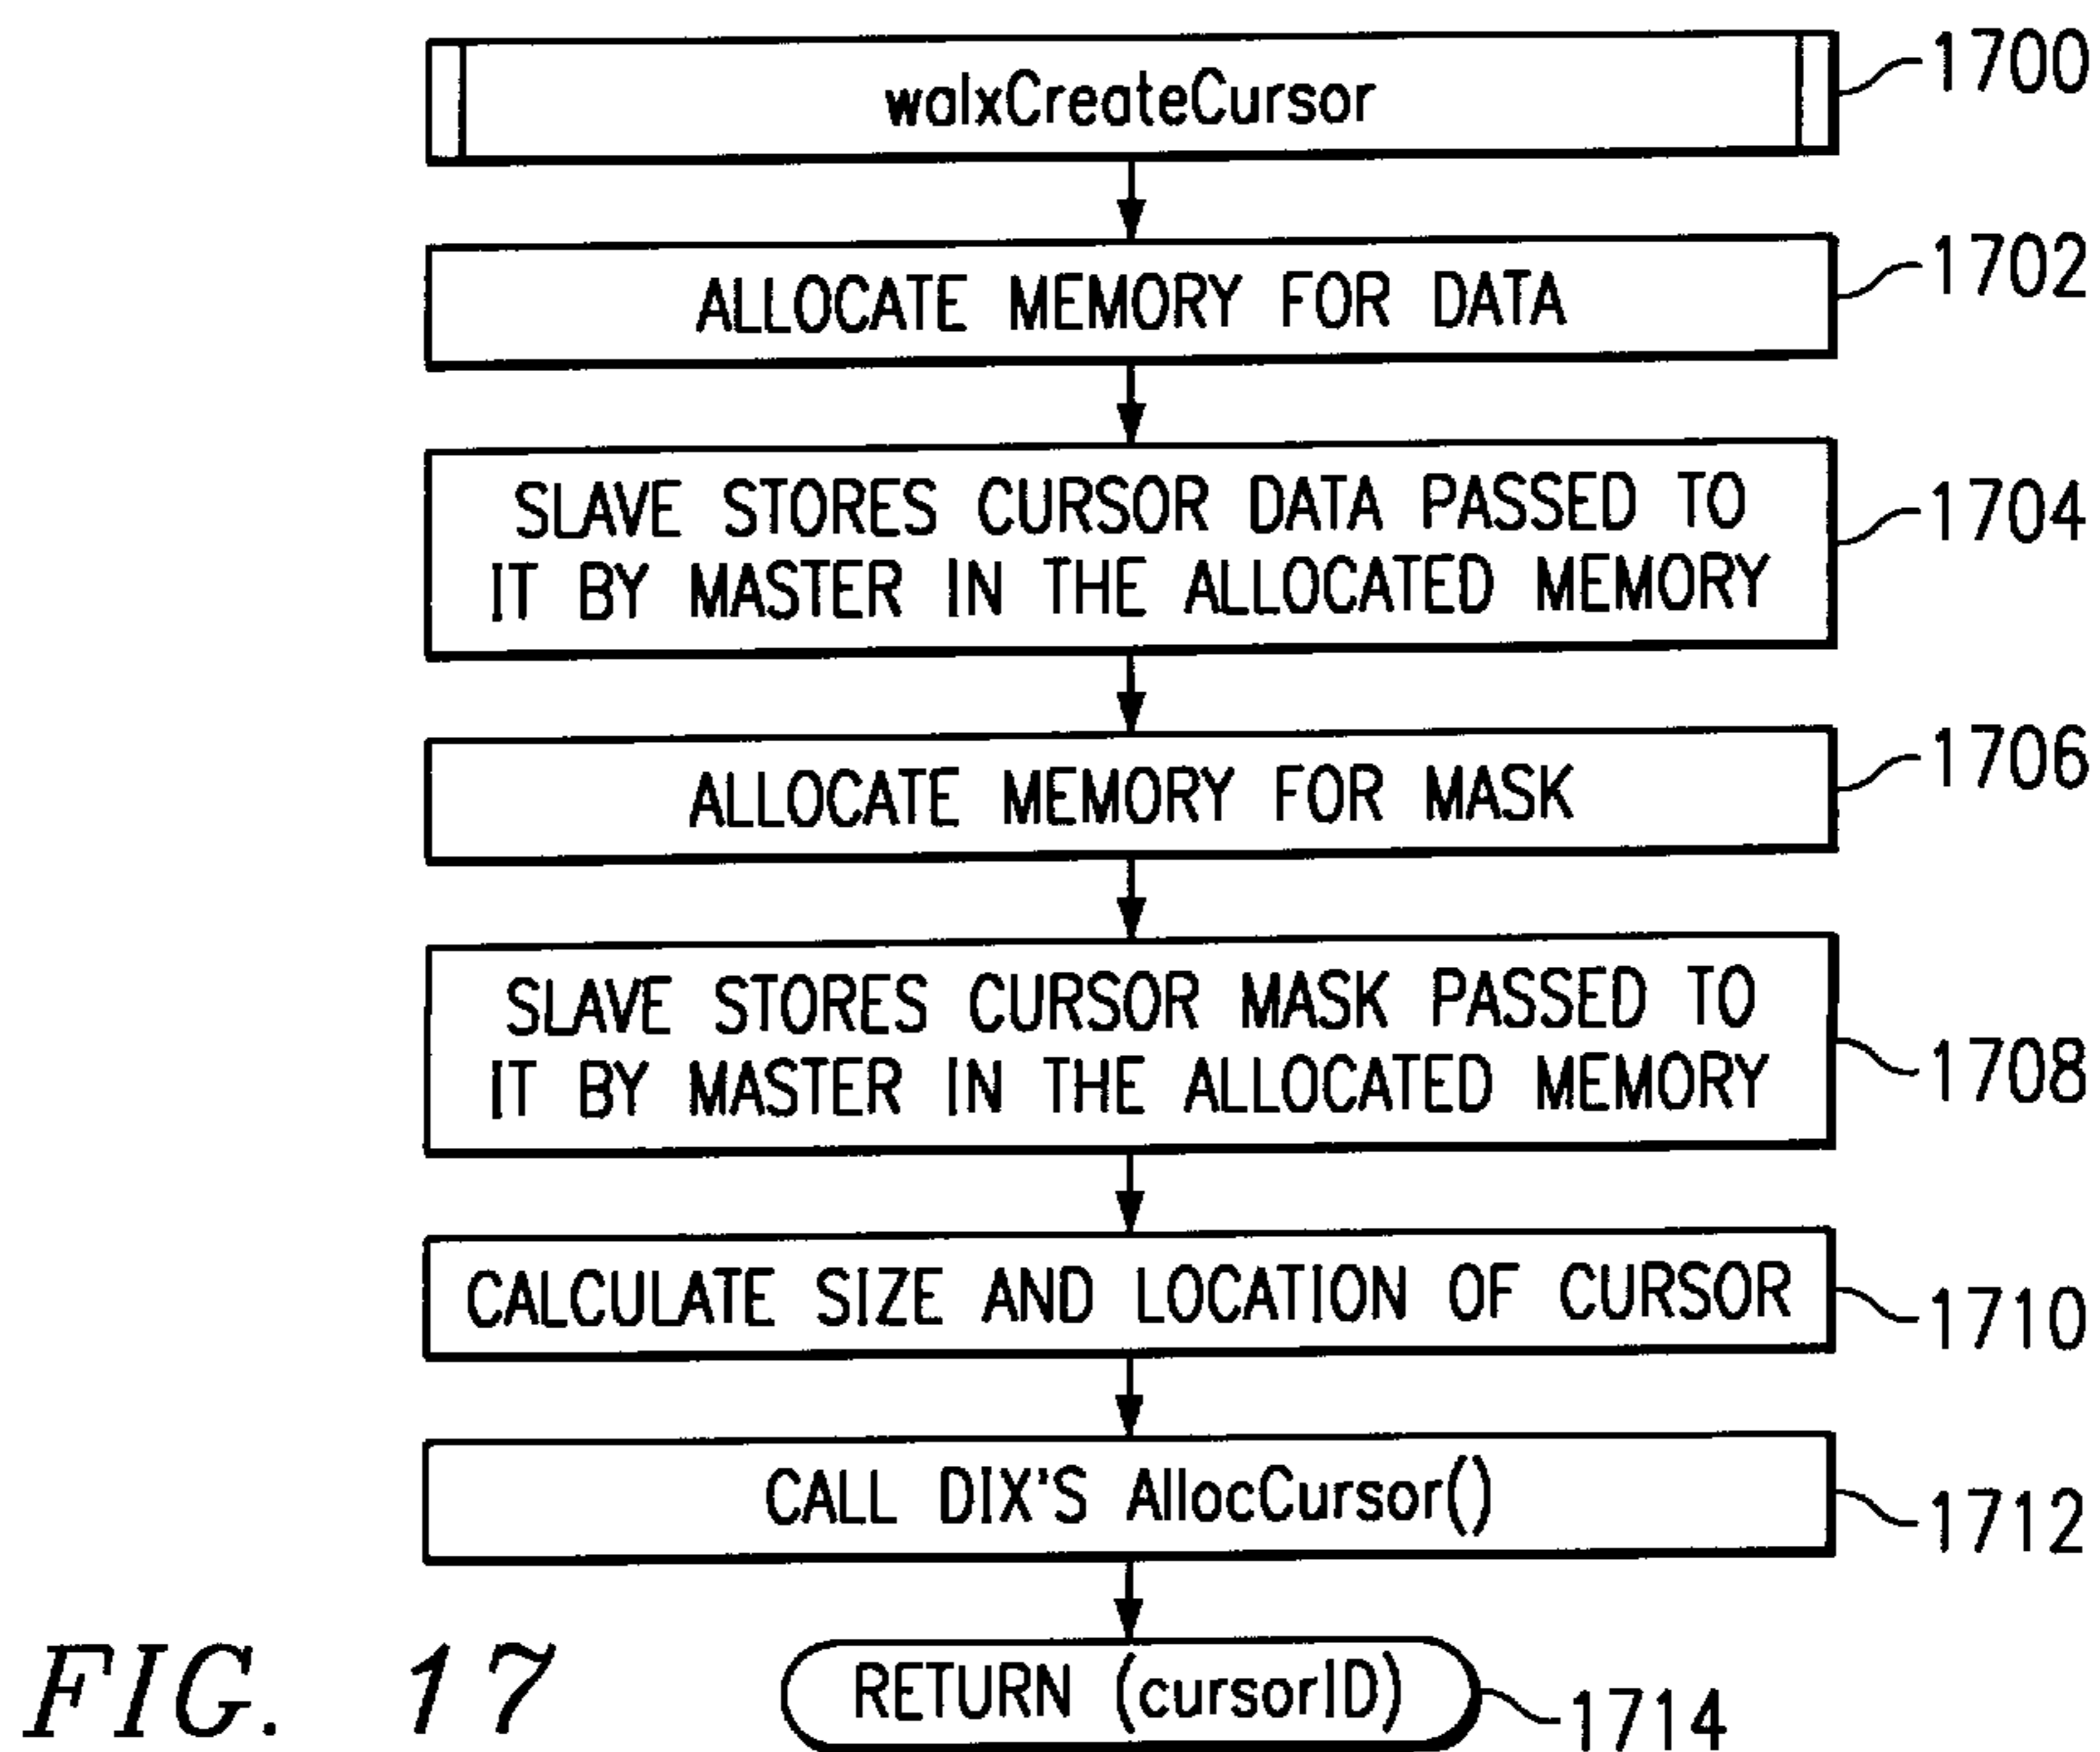 walxCreateCursor
1700
ALLOCATE MEMORY FOR DATA
1702
SLAVE STORES CURSOR DATA PASSED TO
IT BY MASTER IN THE ALLOCATED MEMORY
1704
ALLOCATE MEMORY FOR MASK
1706
SLAVE STORES CURSOR MASK PASSED TO
IT BY MASTER IN THE ALLOCATED MEMORY
1708
CALCULATE SIZE AND LOCATION OF CURSOR
1710
CALL DIX'S AllocCursor()
1712
RETURN (cursorID)
1714
FIG. 17